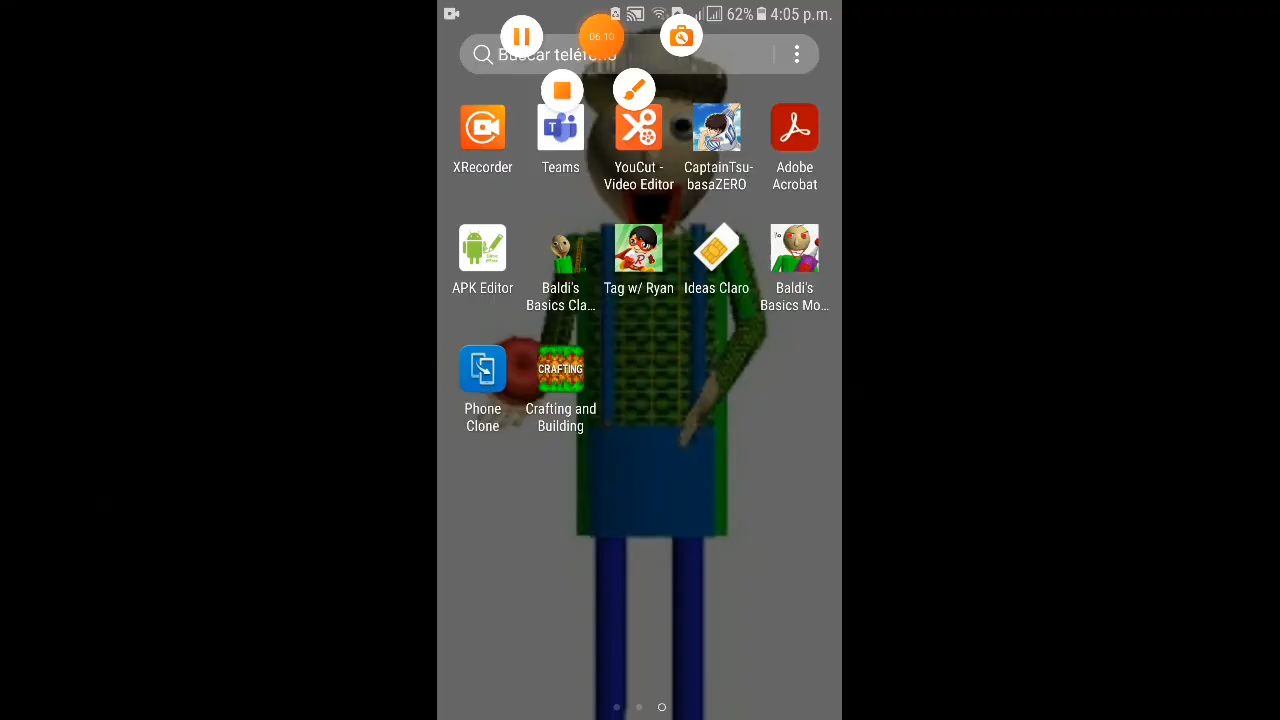 62% 4:05 p.m.
06:10
Buscar teléfono
XRecorder
Teams
YouCut -
Video Editor
CaptainTsu-
basaZERO
Adobe
Acrobat
APK Editor
Baldi's
Basics Cla...
Tag w/ Ryan
Ideas Claro
Baldi's
Basics Mo...
Phone
Clone
CRAFTING
Crafting and
Building